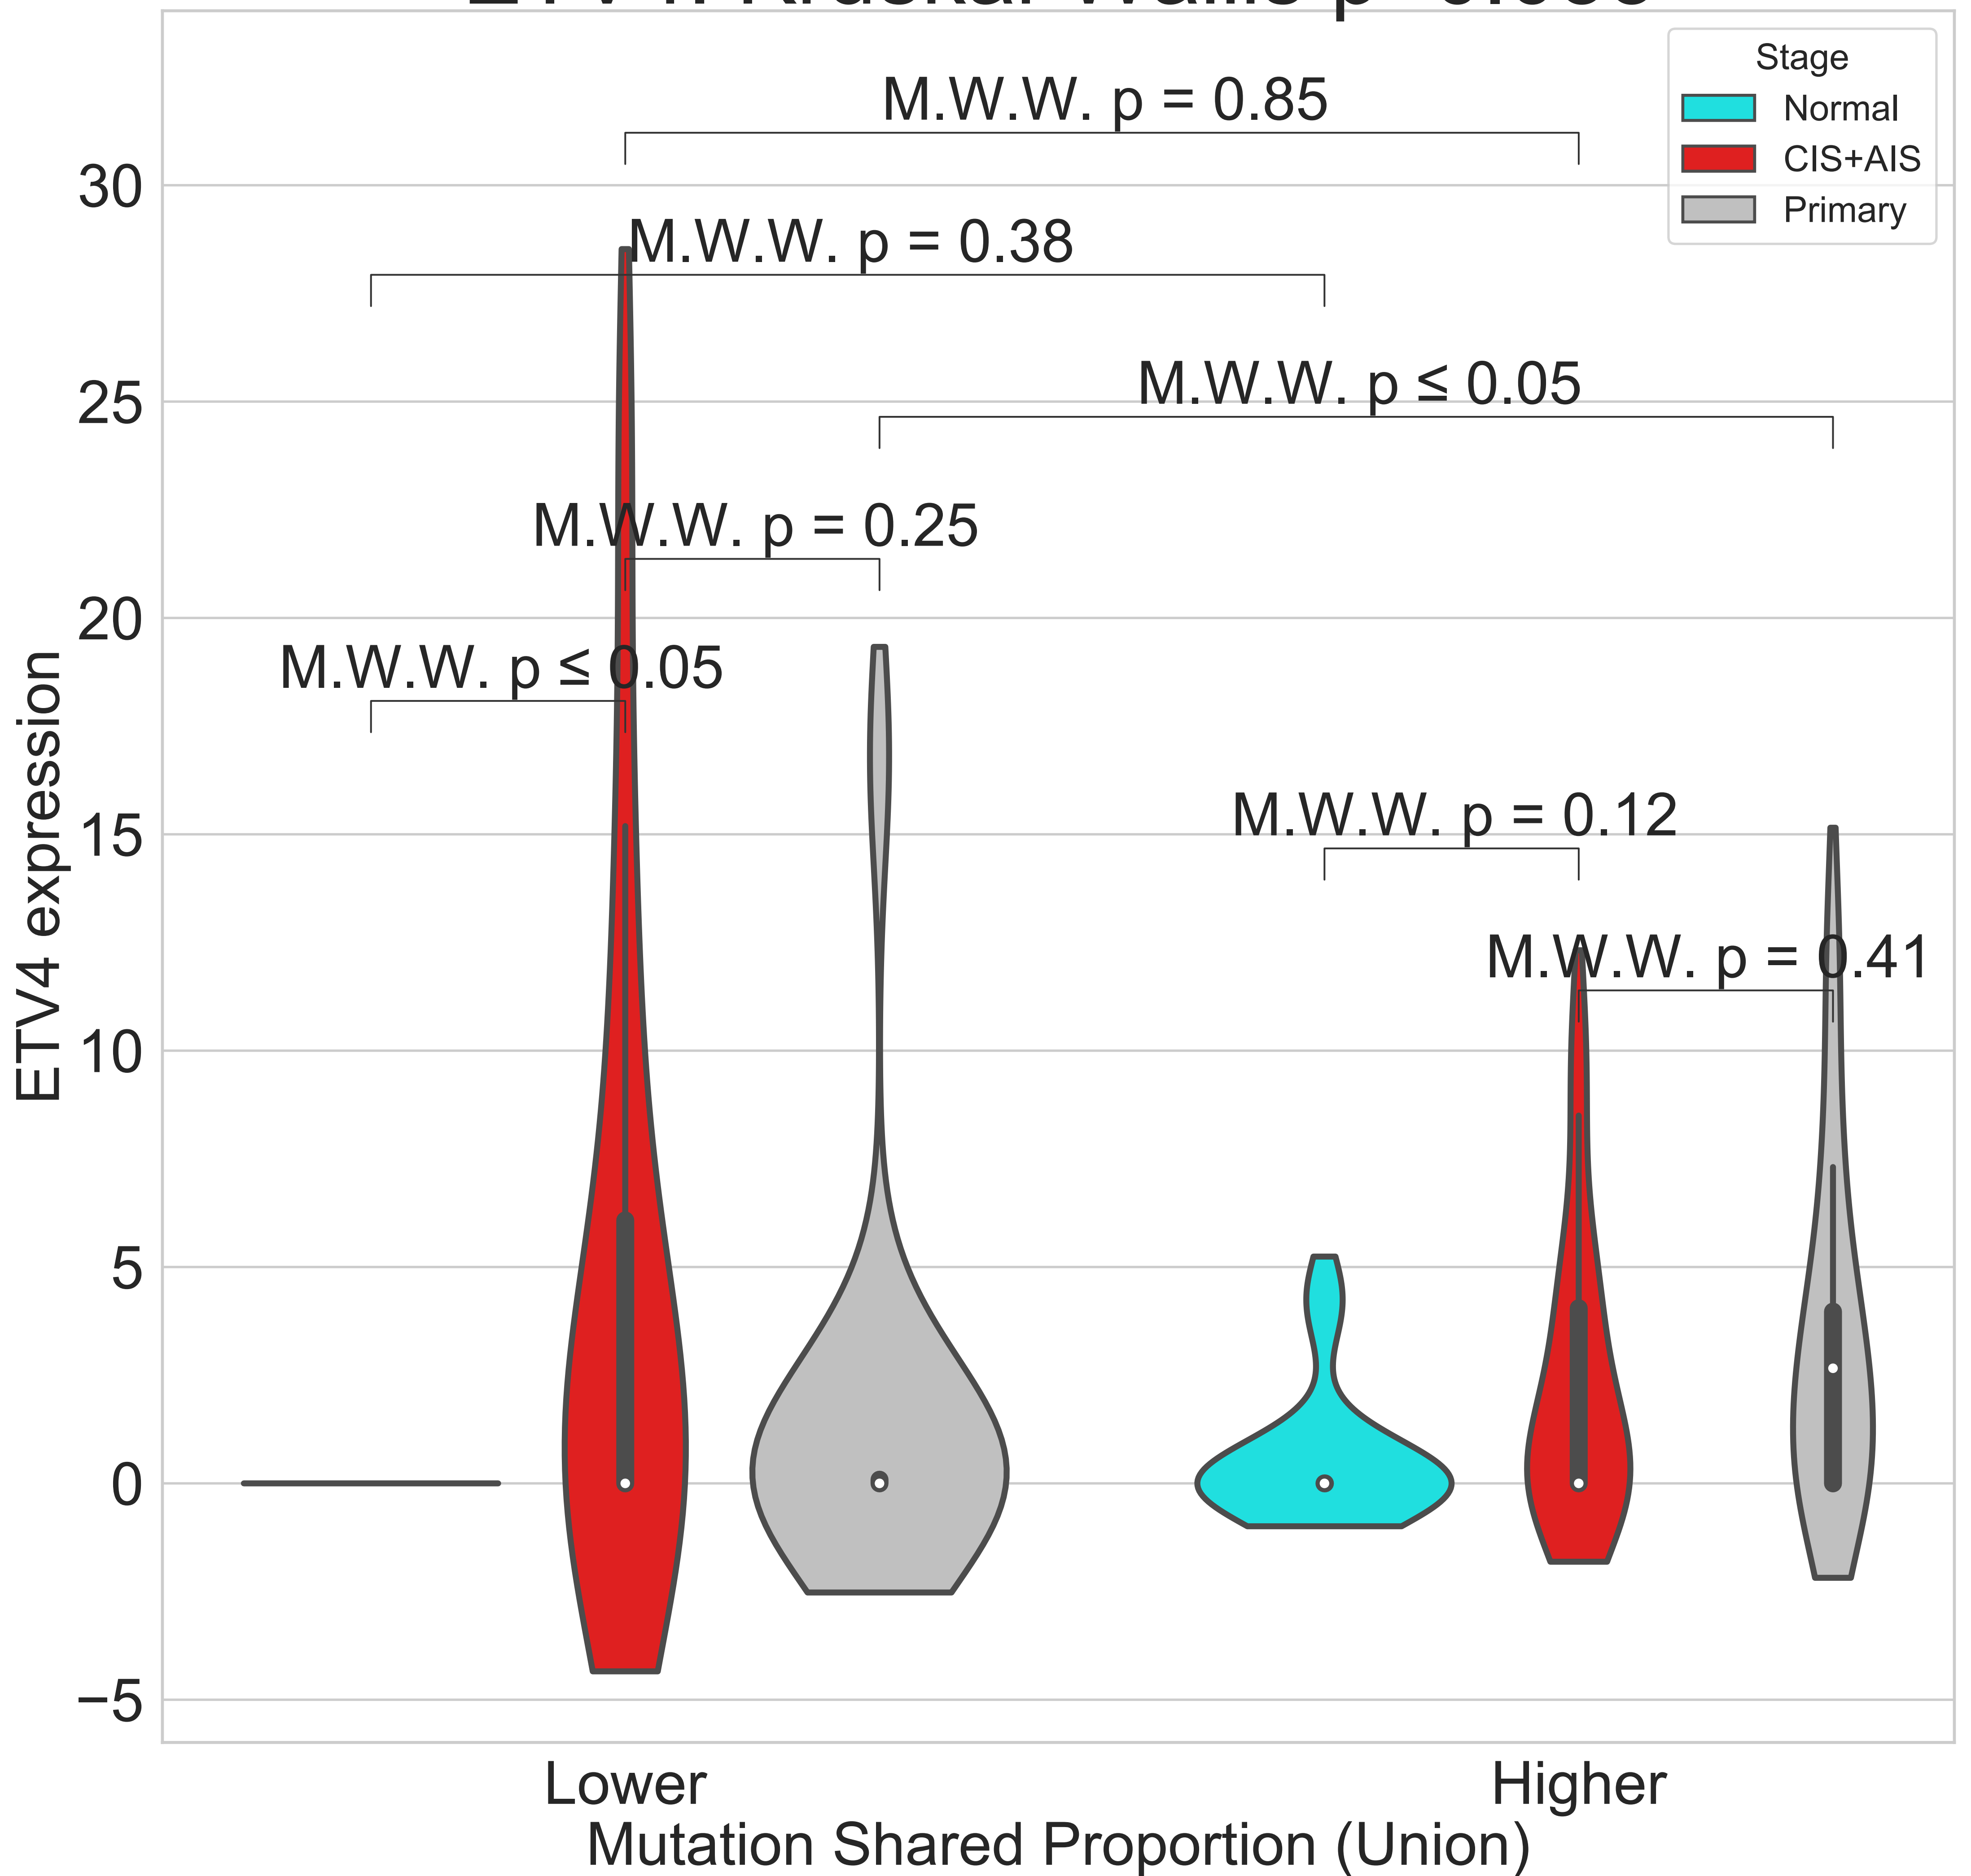 Stage
Normal
CIS+AIS
Primary
M.W.W. p = 0.85
M.W.W. p = 0.38
M.W.W. p ≤ 0.05
M.W.W. p = 0.25
M.W.W. p ≤ 0.05
M.W.W. p = 0.12
M.W.W. p = 0.41
30
25
20
15
10
5
0
−5
ETV4 expression
Lower
Higher
Mutation Shared Proportion (Union)